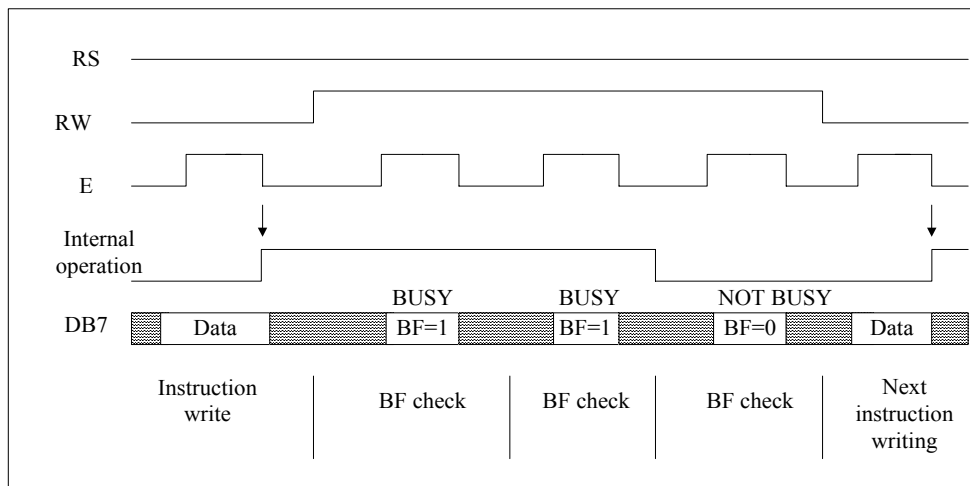 RS
RW
E
Internal
operation
BUSY BUSY NOT BUSY
DB7 Data BF=1 BF=1 BF=0 Data
Instruction
write
BF check
BF check
BF check
Next
instruction
writing